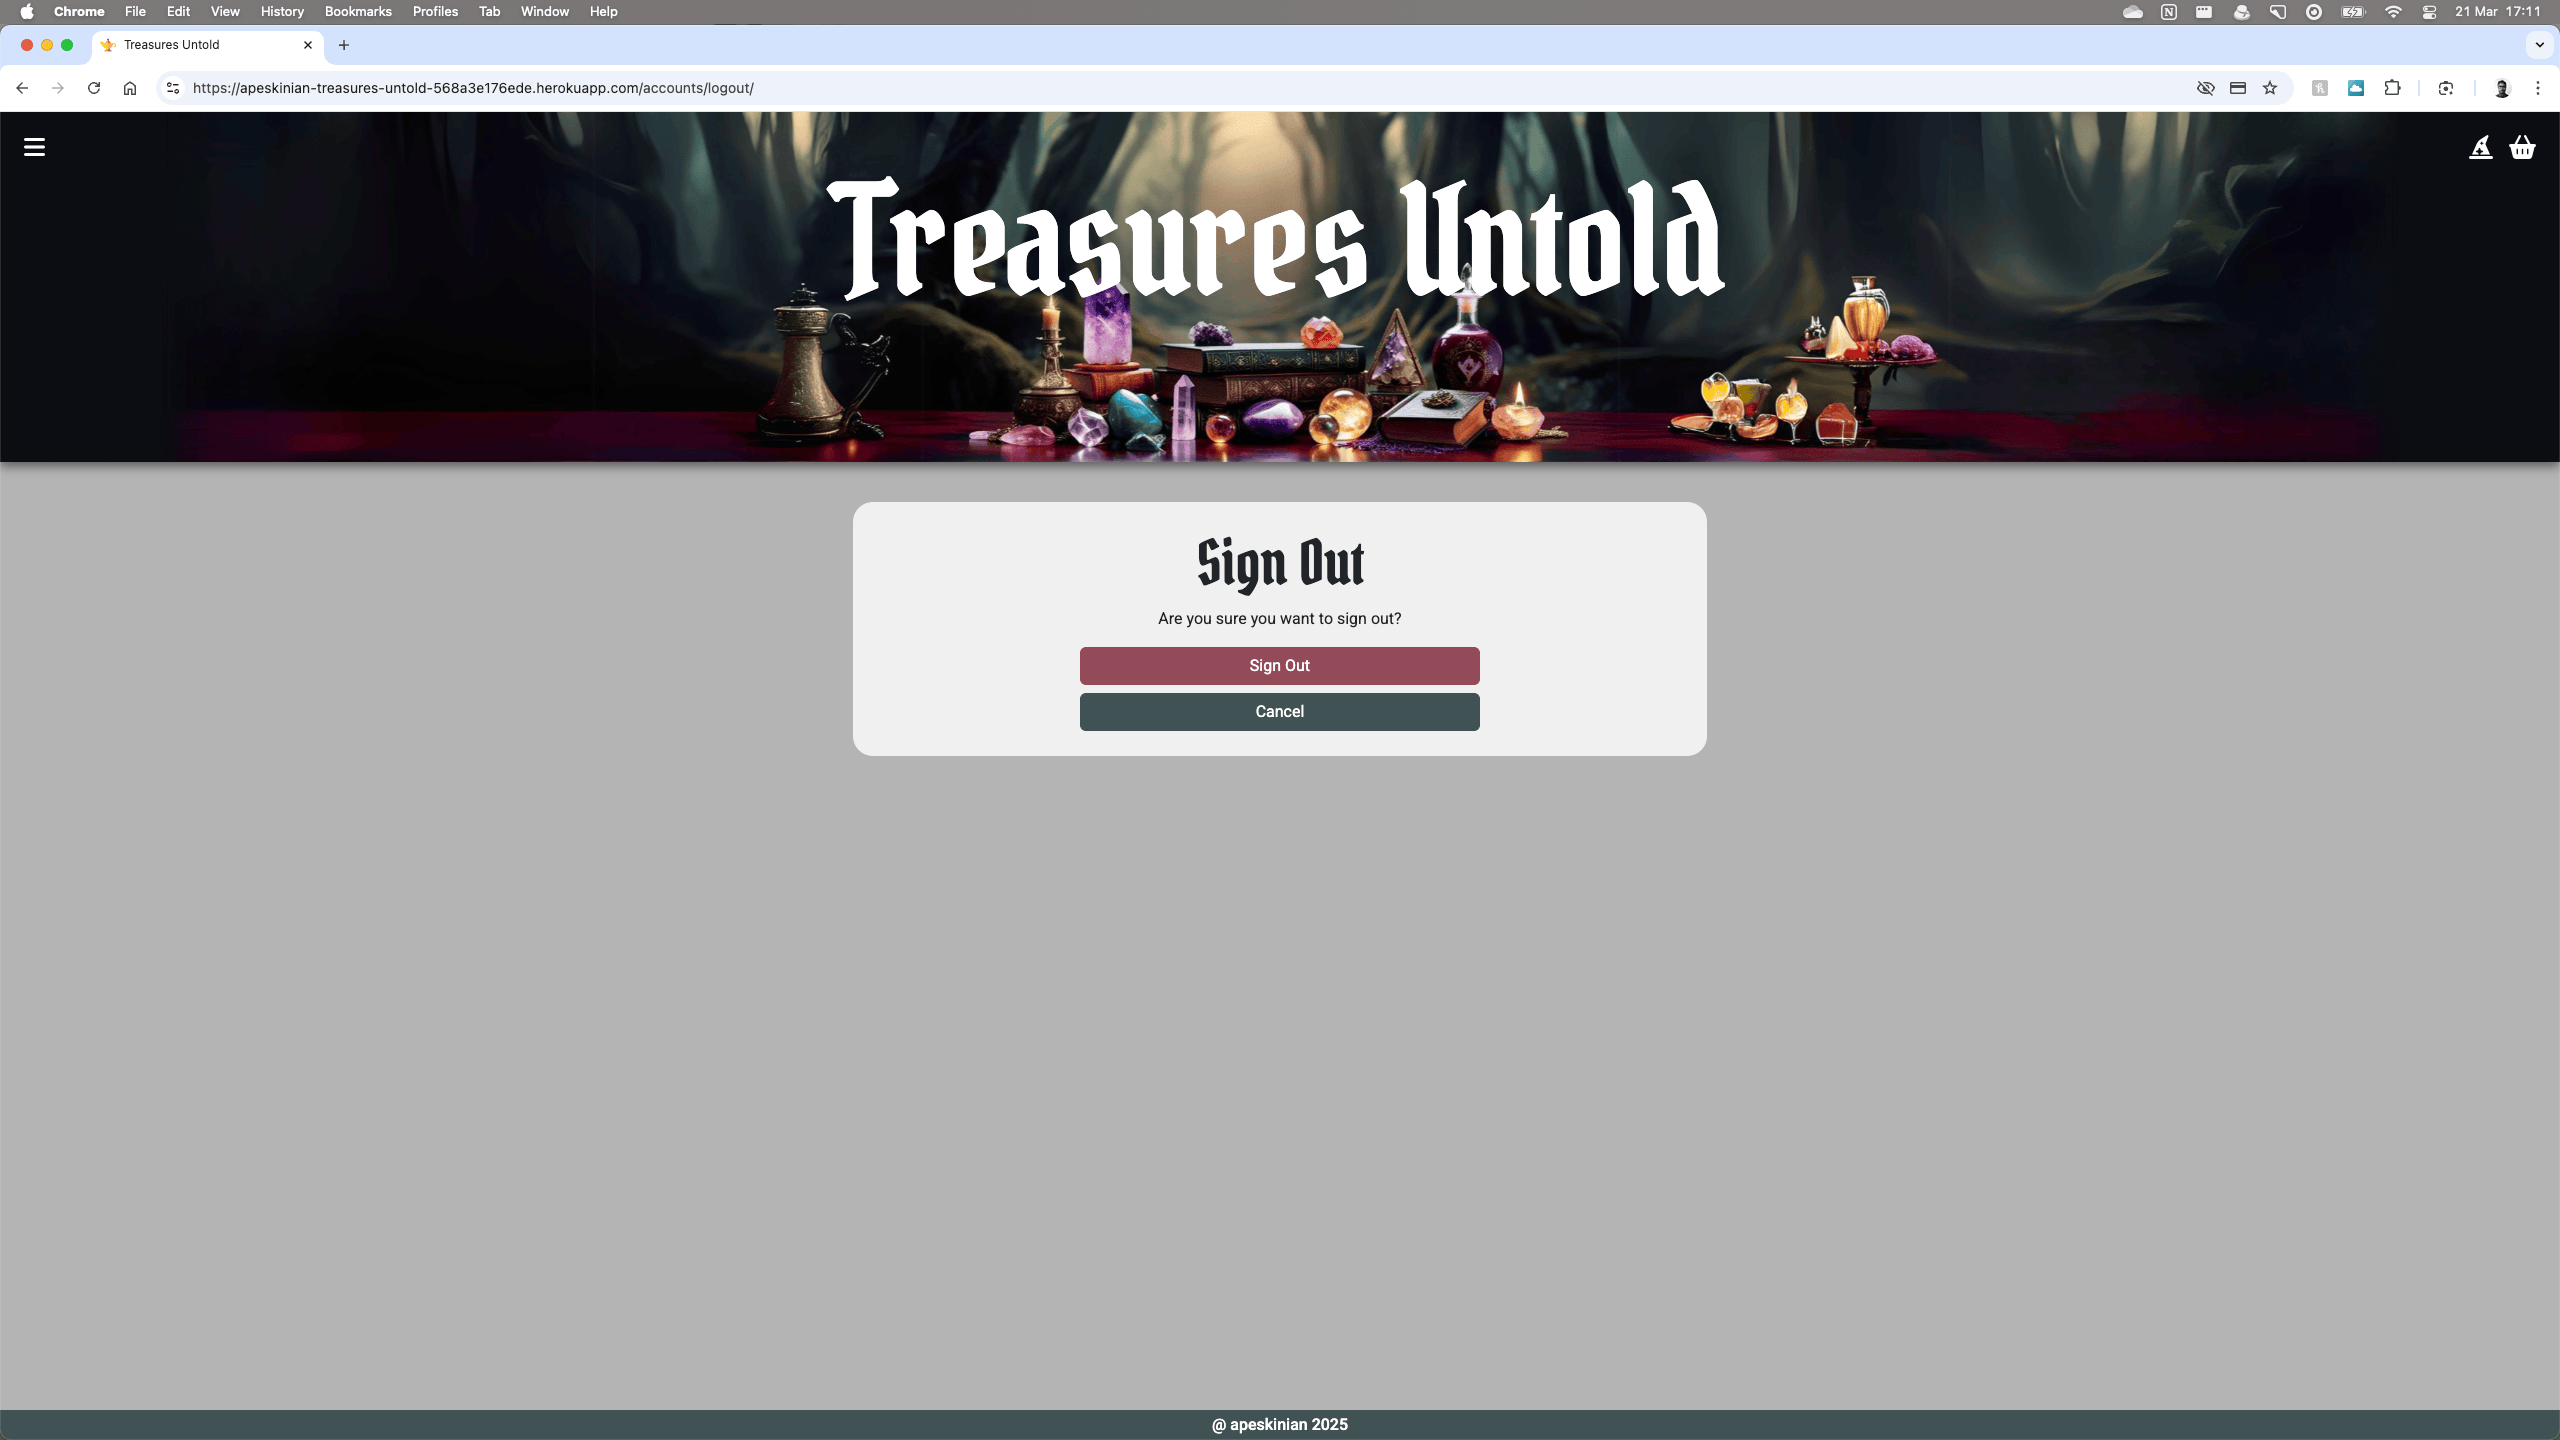 Chrome File Edit View History Bookmarks Profiles Tab Window Help 21 Mar 17:11
Treasures Untold
https://apeskinian-treasures-untold-568a3e176ede.herokuapp.com/accounts/logout/
Treasures Untold
Sign Out
Are you sure you want to sign out?
Sign Out
Cancel
@ apeskinian 2025